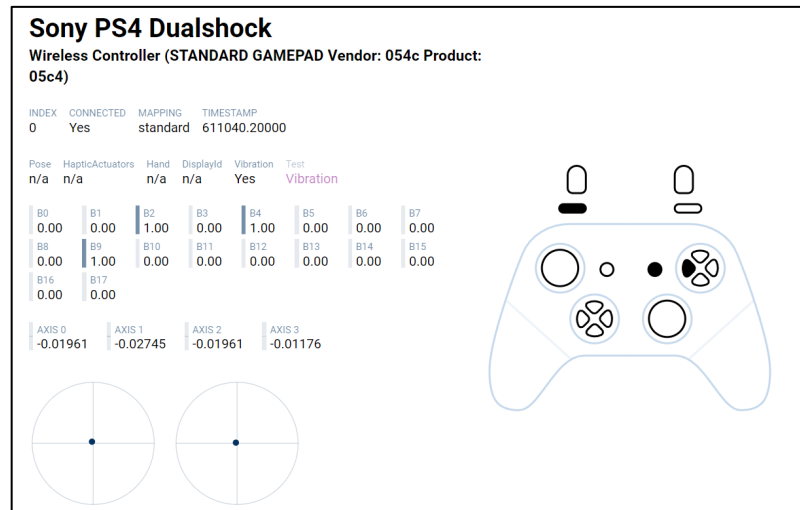 Sony PS4 Dualshock
Wireless Controller (STANDARD GAMEPAD Vendor: 054c Product:
05c4)
INDEX CONNECTED MAPPING TIMESTAMP
0 Yes standard 611040.20000
Pose HapticActuators Hand DisplayId Vibration Test
n/a n/a n/a n/a Yes Vibration
B0 B1 B2 B3 B4 B5 B6 B7
0.00 0.00 1.00 0.00 1.00 0.00 0.00 0.00
B8 B9 B10 B11 B12 B13 B14 B15
0.00 1.00 0.00 0.00 0.00 0.00 0.00 0.00
B16 B17
0.00 0.00
AXIS 0 AXIS 1 AXIS 2 AXIS 3
-0.01961 -0.02745 -0.01961 -0.01176